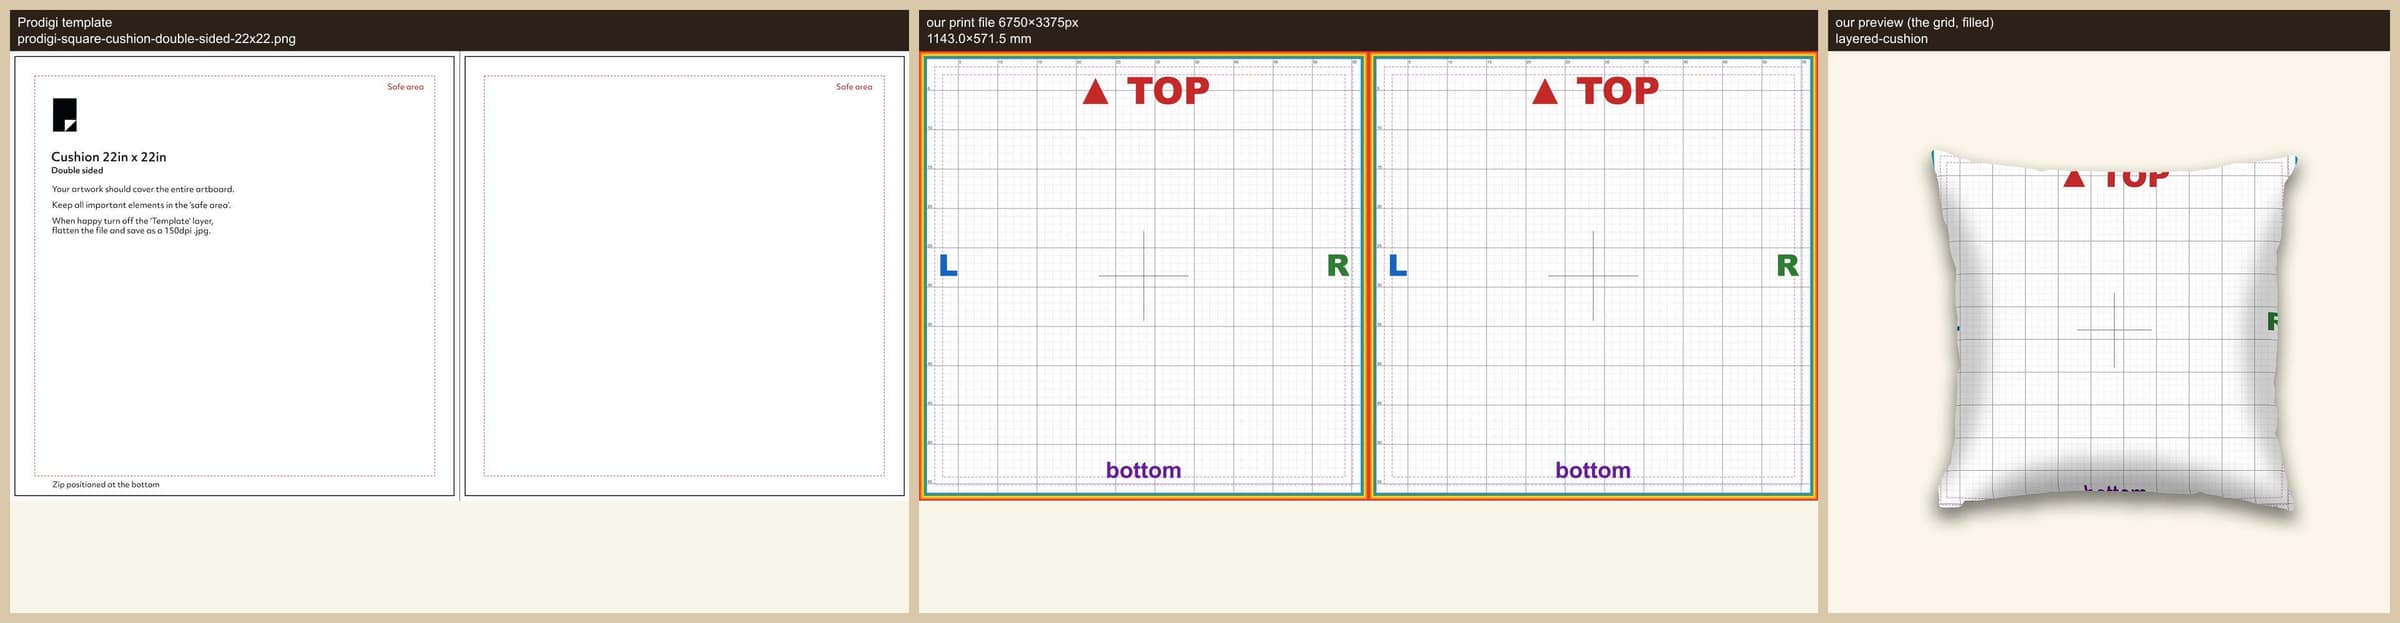 Prodigi template
prodigi-square-cushion-double-sided-22x22.png
Safe area
Cushion 22in x 22in
Double sided
Your artwork should cover the entire artboard.
Keep all important elements in the 'safe area'.
When happy turn off the 'Template' layer,
flatten the file and save as a 150dpi .jpg.
Zip positioned at the bottom
Safe area
our print file 6750×3375px
1143.0×571.5 mm
▲ TOP
L
R
bottom
▲ TOP
L
R
bottom
our preview (the grid, filled)
layered-cushion
▲ TOP
R
bottom